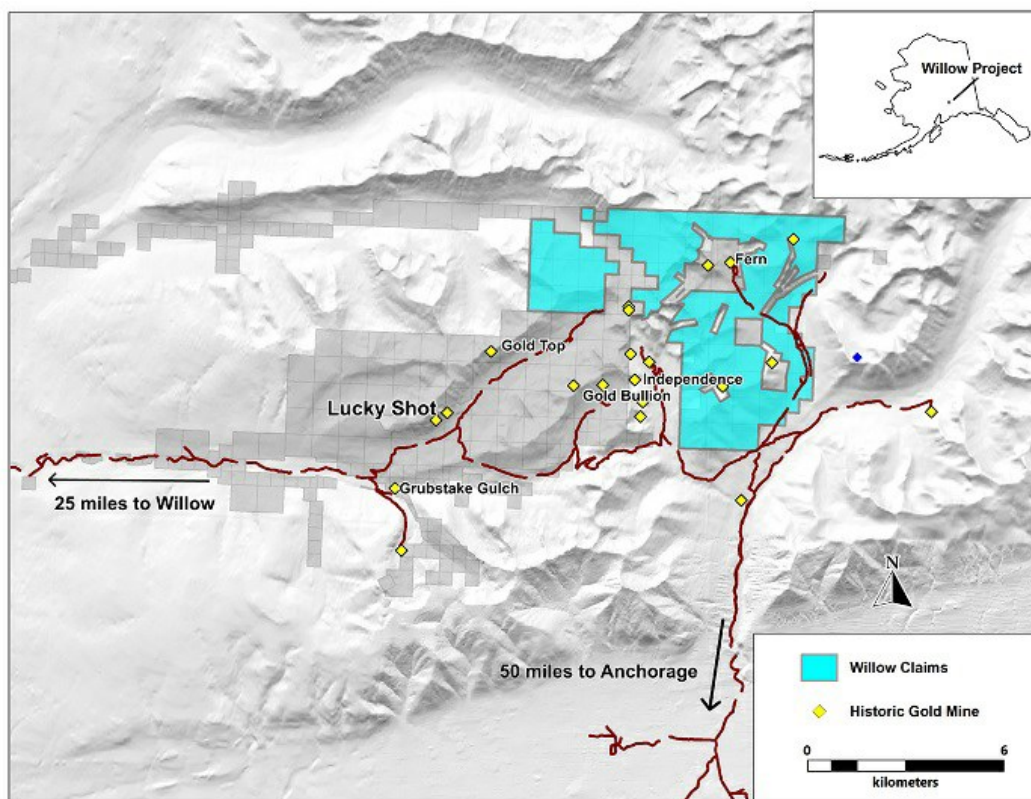 Willow Project
Fern
Gold Top
Independence
Gold Bullion
Lucky Shot
Grubstake Gulch
25 miles to Willow
N
50 miles to Anchorage
Willow Claims
Historic Gold Mine
0 6
kilometers